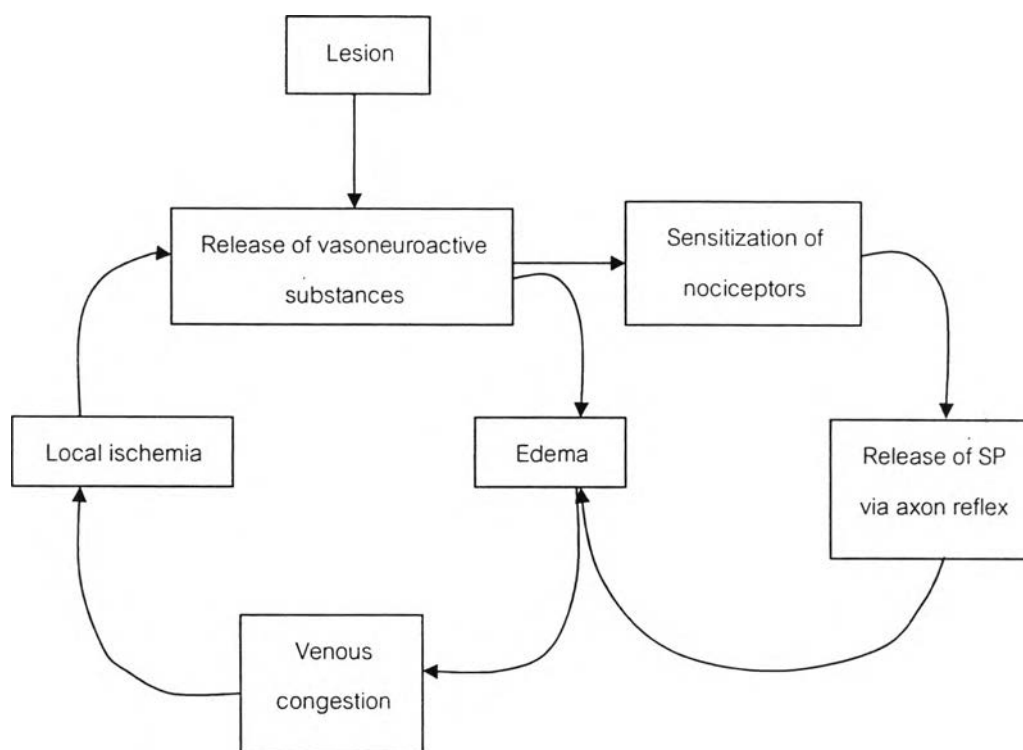 Lesion
Release of vasoneuroactive
substances
Sensitization of
nociceptors
Local ischemia
Edema
Release of SP
via axon reflex
Venous
congestion